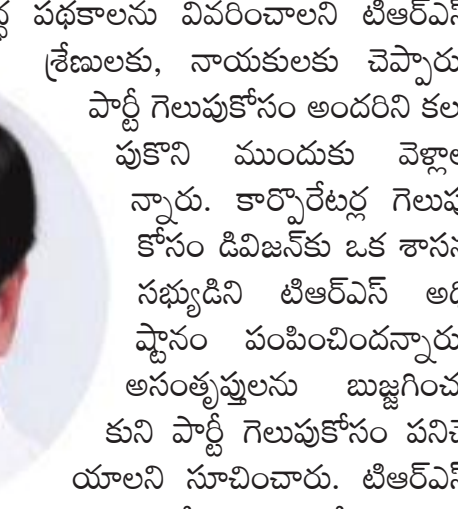 పథకాలను వివరించాలని టిఆర్ఎస్
శ్రేణులకు, నాయకులకు చెప్పారు
పార్టీ గెలుపుకోసం అందరిని కల
పుకొని ముందుకు వెళ్లాల
న్నారు. కార్పొరేటర్ల గెలుపు
కోసం డివిజన్‌కు ఒక శాసన
సభ్యుడిని టిఆర్ఎస్ అధి
ష్టానం పంపించిందన్నారు
అసంతృప్తులను బుజ్జగించు
కుని పార్టీ గెలుపుకోసం పనిచే
యాలని సూచించారు. టిఆర్ఎస్